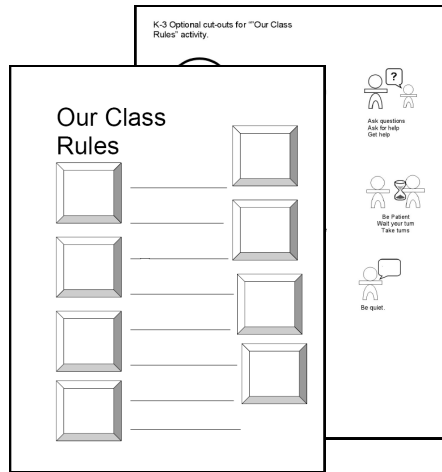 K-3 Optional cut-outs for "'Our Class
Rules" activity.
Our Class
Rules
?
Ask questions
Ask for help
Get help
Be Patient
Wait your turn
Take turns
Be quiet.